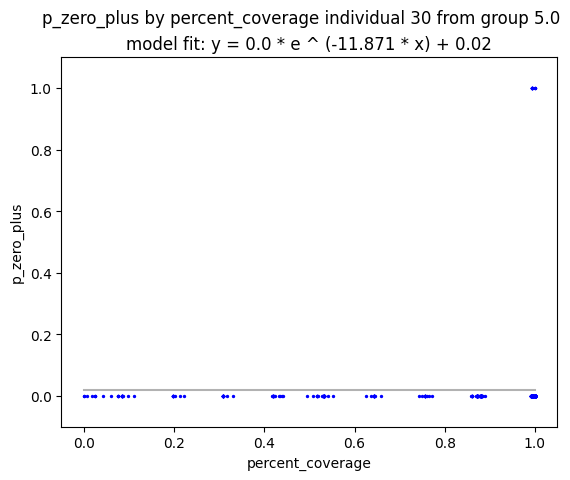 p_zero_plus by percent_coverage individual 30 from group 5.0
model fit: y = 0.0 * e ^ (-11.871 * x) + 0.02
1.0
0.8
0.6
0.4
0.2
0.0
p_zero_plus
0.0 0.2 0.4 0.6 0.8 1.0
percent_coverage